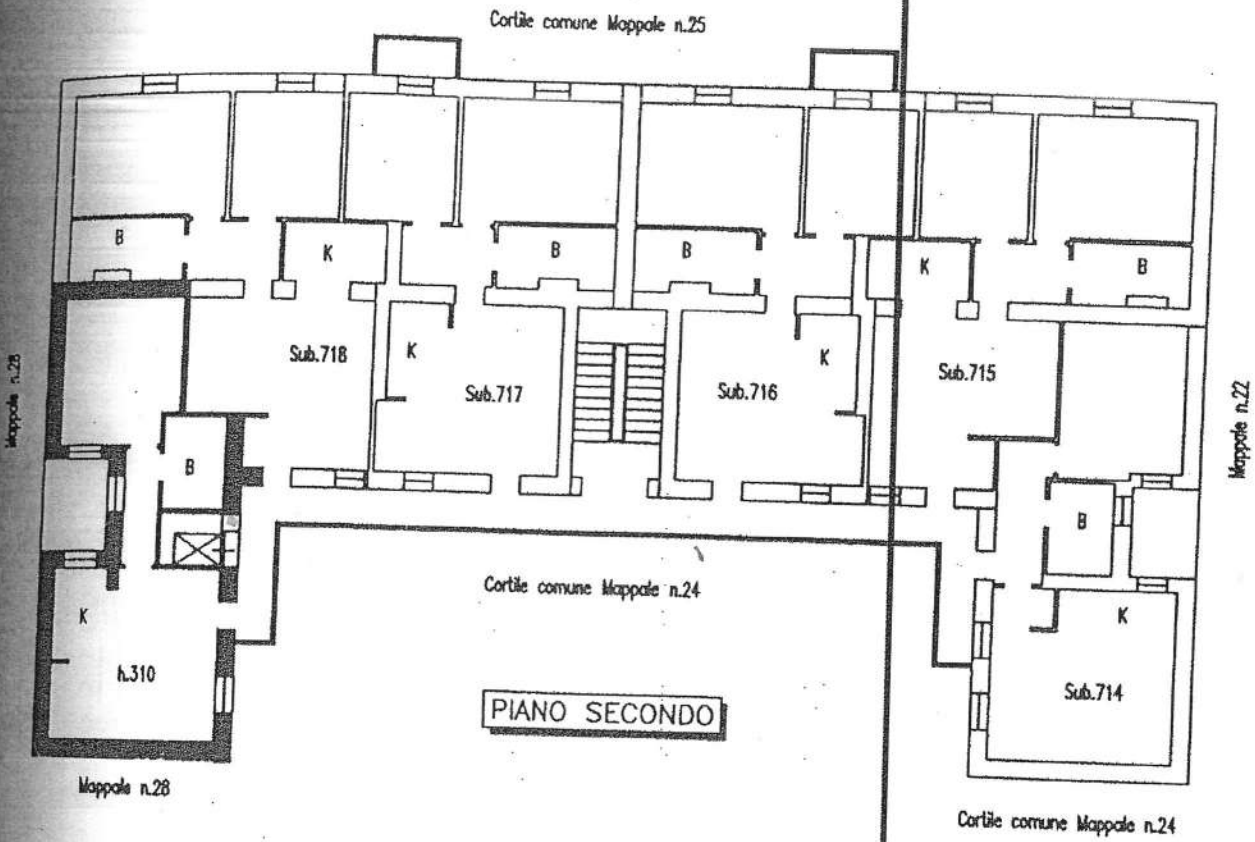 Cortile comune Mappale n.25
B
K
B
B
K
B
Mappale n.28
Sub.718
K
Sub.717
Sub.716
K
Sub.715
Mappale n.22
B
B
Cortile comune Mappale n.24
K
K
h.310
Sub.714
PIANO SECONDO
Mappale n.28
Cortile comune Mappale n.24